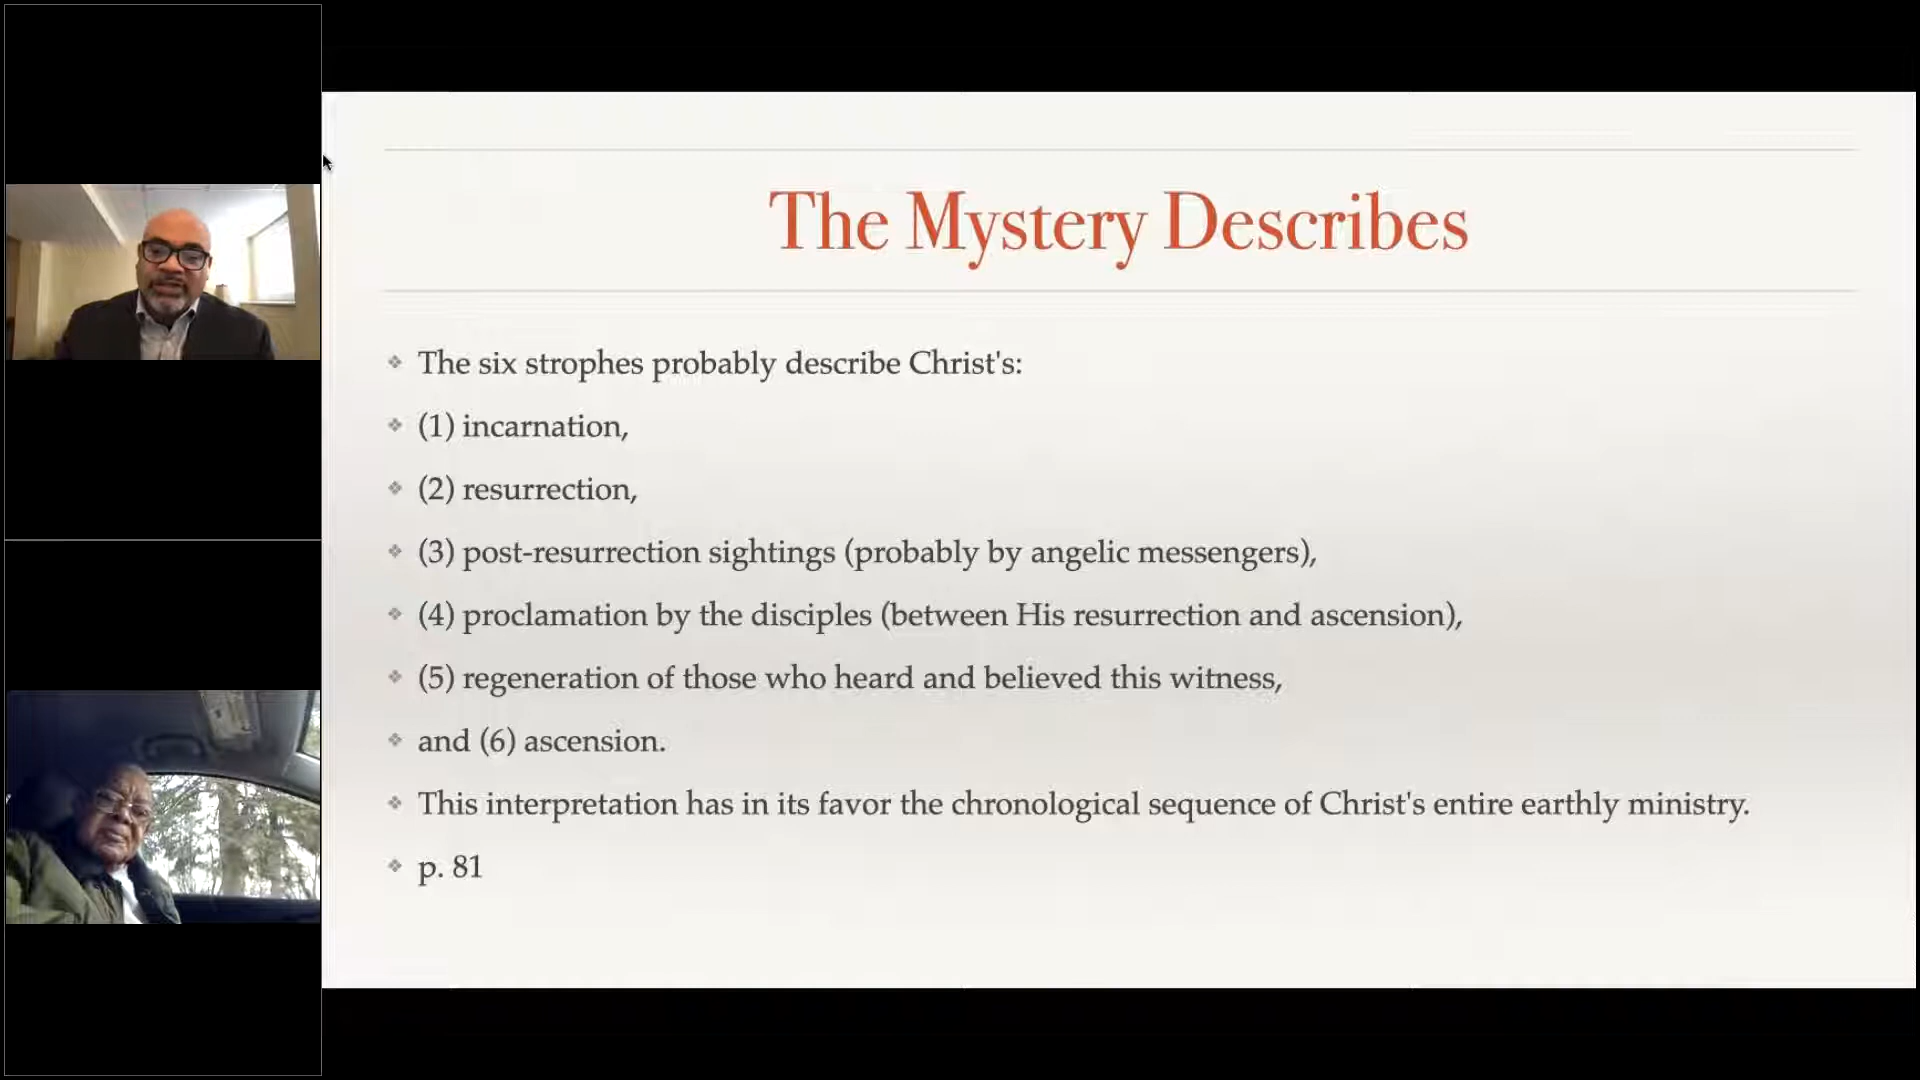 The Mystery Describes
The six strophes probably describe Christ's:
(1) incarnation,
(2) resurrection,
(3) post-resurrection sightings (probably by angelic messengers),
(4) proclamation by the disciples (between His resurrection and ascension),
(5) regeneration of those who heard and believed this witness,
and (6) ascension.
This interpretation has in its favor the chronological sequence of Christ's entire earthly ministry.
p. 81